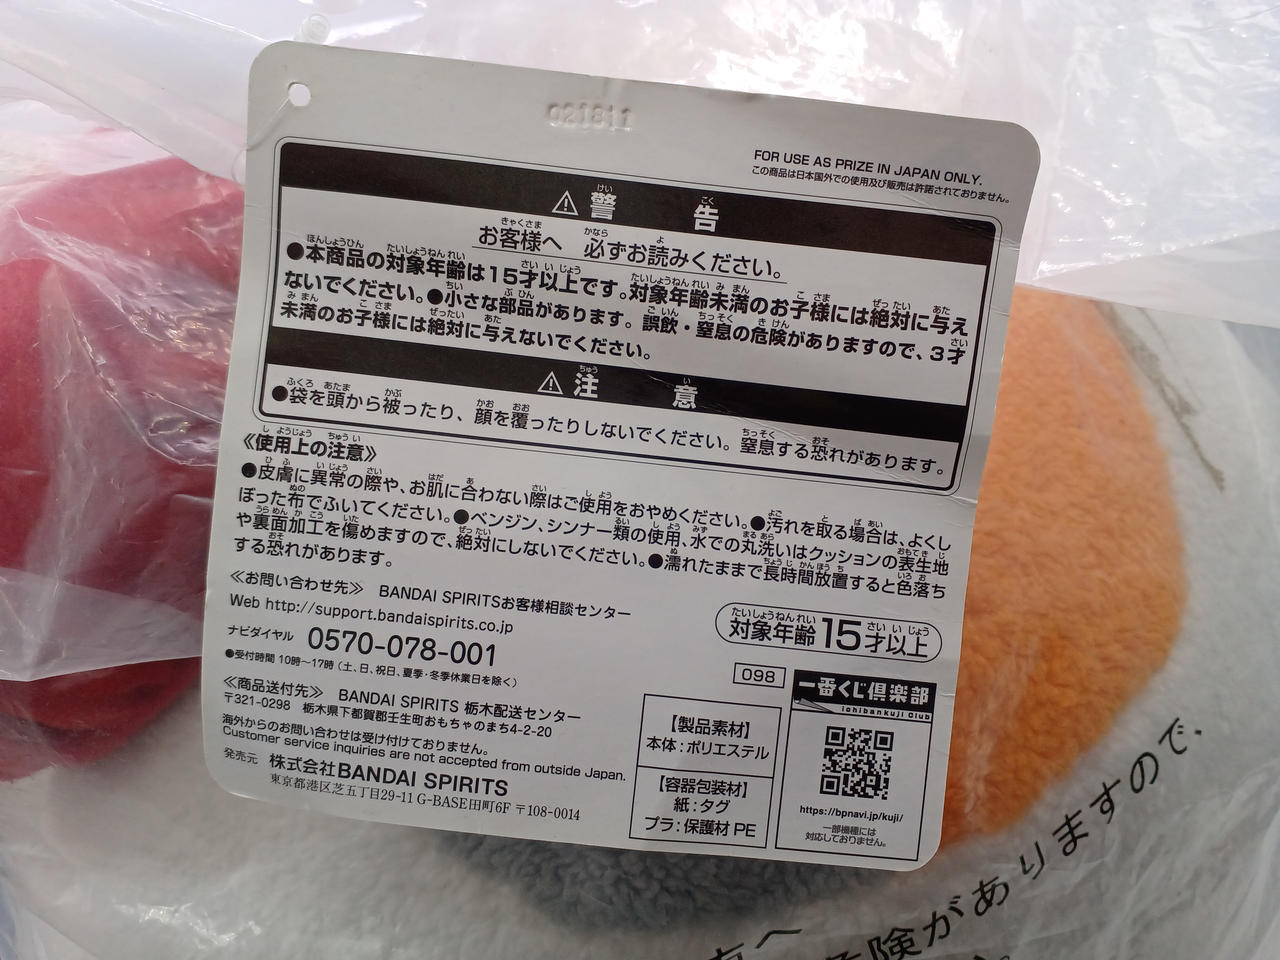 021811
FOR USE AS PRIZE IN JAPAN ONLY.
この商品は日本国外での使用及び販売は許諾されておりません。
⚠警告
お客様へ 必ずお読みください。
●本商品の対象年齢は15才以上です。対象年齢未満のお子様には絶対に与え
ないでください。●小さな部品があります。誤飲・窒息の危険がありますので、3才
未満のお子様には絶対に与えないでください。
⚠注意
●袋を頭から被ったり、顔を覆ったりしないでください。窒息する恐れがあります。
《使用上の注意》
●皮膚に異常の際や、お肌に合わない際はご使用をおやめください。●汚れを取る場合は、よくし
ぼった布でふいてください。●ベンジン、シンナー類の使用、水での丸洗いはクッションの表生地
や裏面加工を傷めますので、絶対にしないでください。●濡れたままで長時間放置すると色落ち
する恐れがあります。
≪お問い合わせ先≫ BANDAI SPIRITSお客様相談センター
Web http://support.bandaispirits.co.jp
ナビダイヤル 0570-078-001
●受付時間 10時〜17時(土、日、祝日、夏季・冬季休業日を除く)
≪商品送付先≫ BANDAI SPIRITS 栃木配送センター
〒321-0298 栃木県下都賀郡壬生町おもちゃのまち4-2-20
海外からのお問い合わせは受け付けておりません。
Customer service inquiries are not accepted from outside Japan.
発売元 株式会社BANDAI SPIRITS
東京都港区芝五丁目29-11 G-BASE田町6F 〒108-0014
対象年齢15才以上
098
【製品素材】
本体:ポリエステル
【容器包装材】
紙:タグ
プラ:保護材 PE
一番くじ倶楽部
ichibankuji Club
https://bpnavi.jp/kuji/
一部機種には
対応しておりません。
険がありますので、